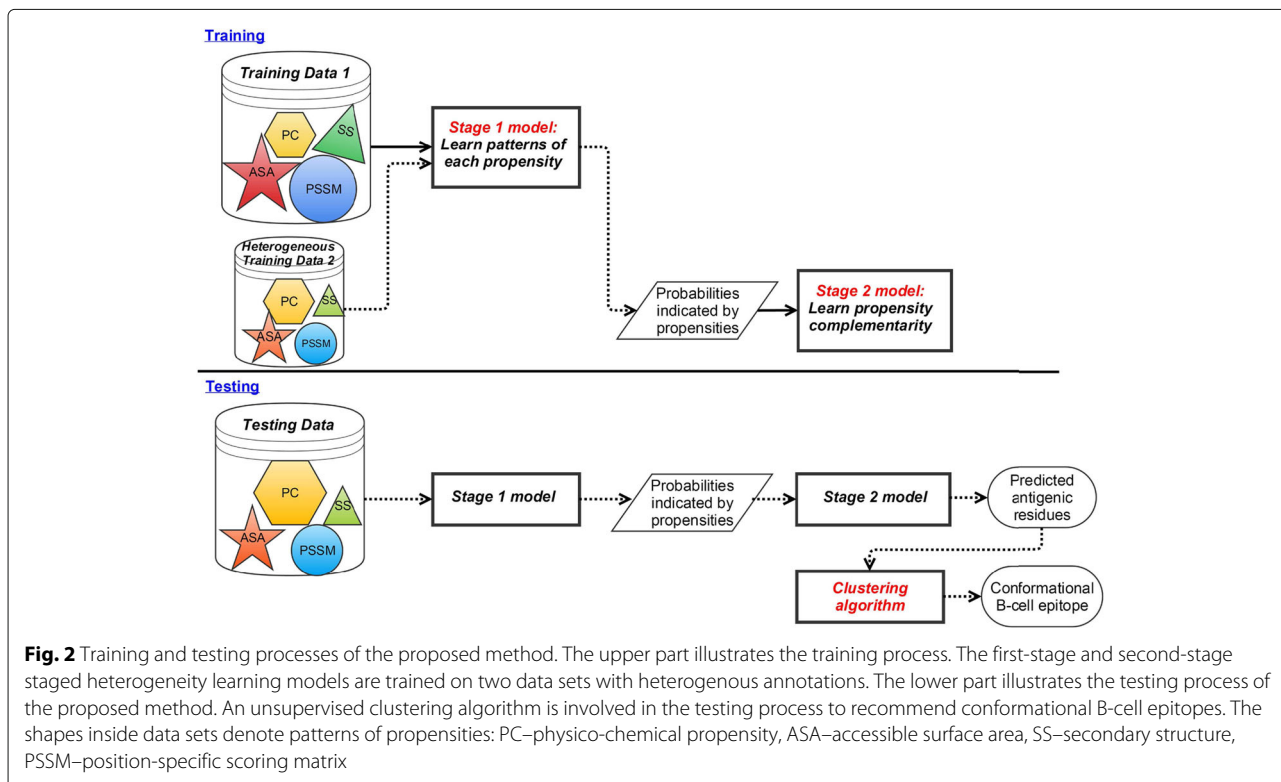 Training
Training Data 1
PC
SS
ASA
PSSM
Stage 1 model:
Learn patterns of
each propensity
Heterogeneous
Training Data 2
PC
SS
ASA
PSSM
Probabilities
indicated by
propensities
Stage 2 model:
Learn propensity
complementarity
Testing
Testing Data
PC
SS
ASA
PSSM
Stage 1 model
Probabilities
indicated by
propensities
Stage 2 model
Predicted
antigenic
residues
Clustering
algorithm
Conformational
B-cell epitope
Fig. 2 Training and testing processes of the proposed method. The upper part illustrates the training process. The first-stage and second-stage
staged heterogeneity learning models are trained on two data sets with heterogenous annotations. The lower part illustrates the testing process of
the proposed method. An unsupervised clustering algorithm is involved in the testing process to recommend conformational B-cell epitopes. The
shapes inside data sets denote patterns of propensities: PC–physico-chemical propensity, ASA–accessible surface area, SS–secondary structure,
PSSM–position-specific scoring matrix